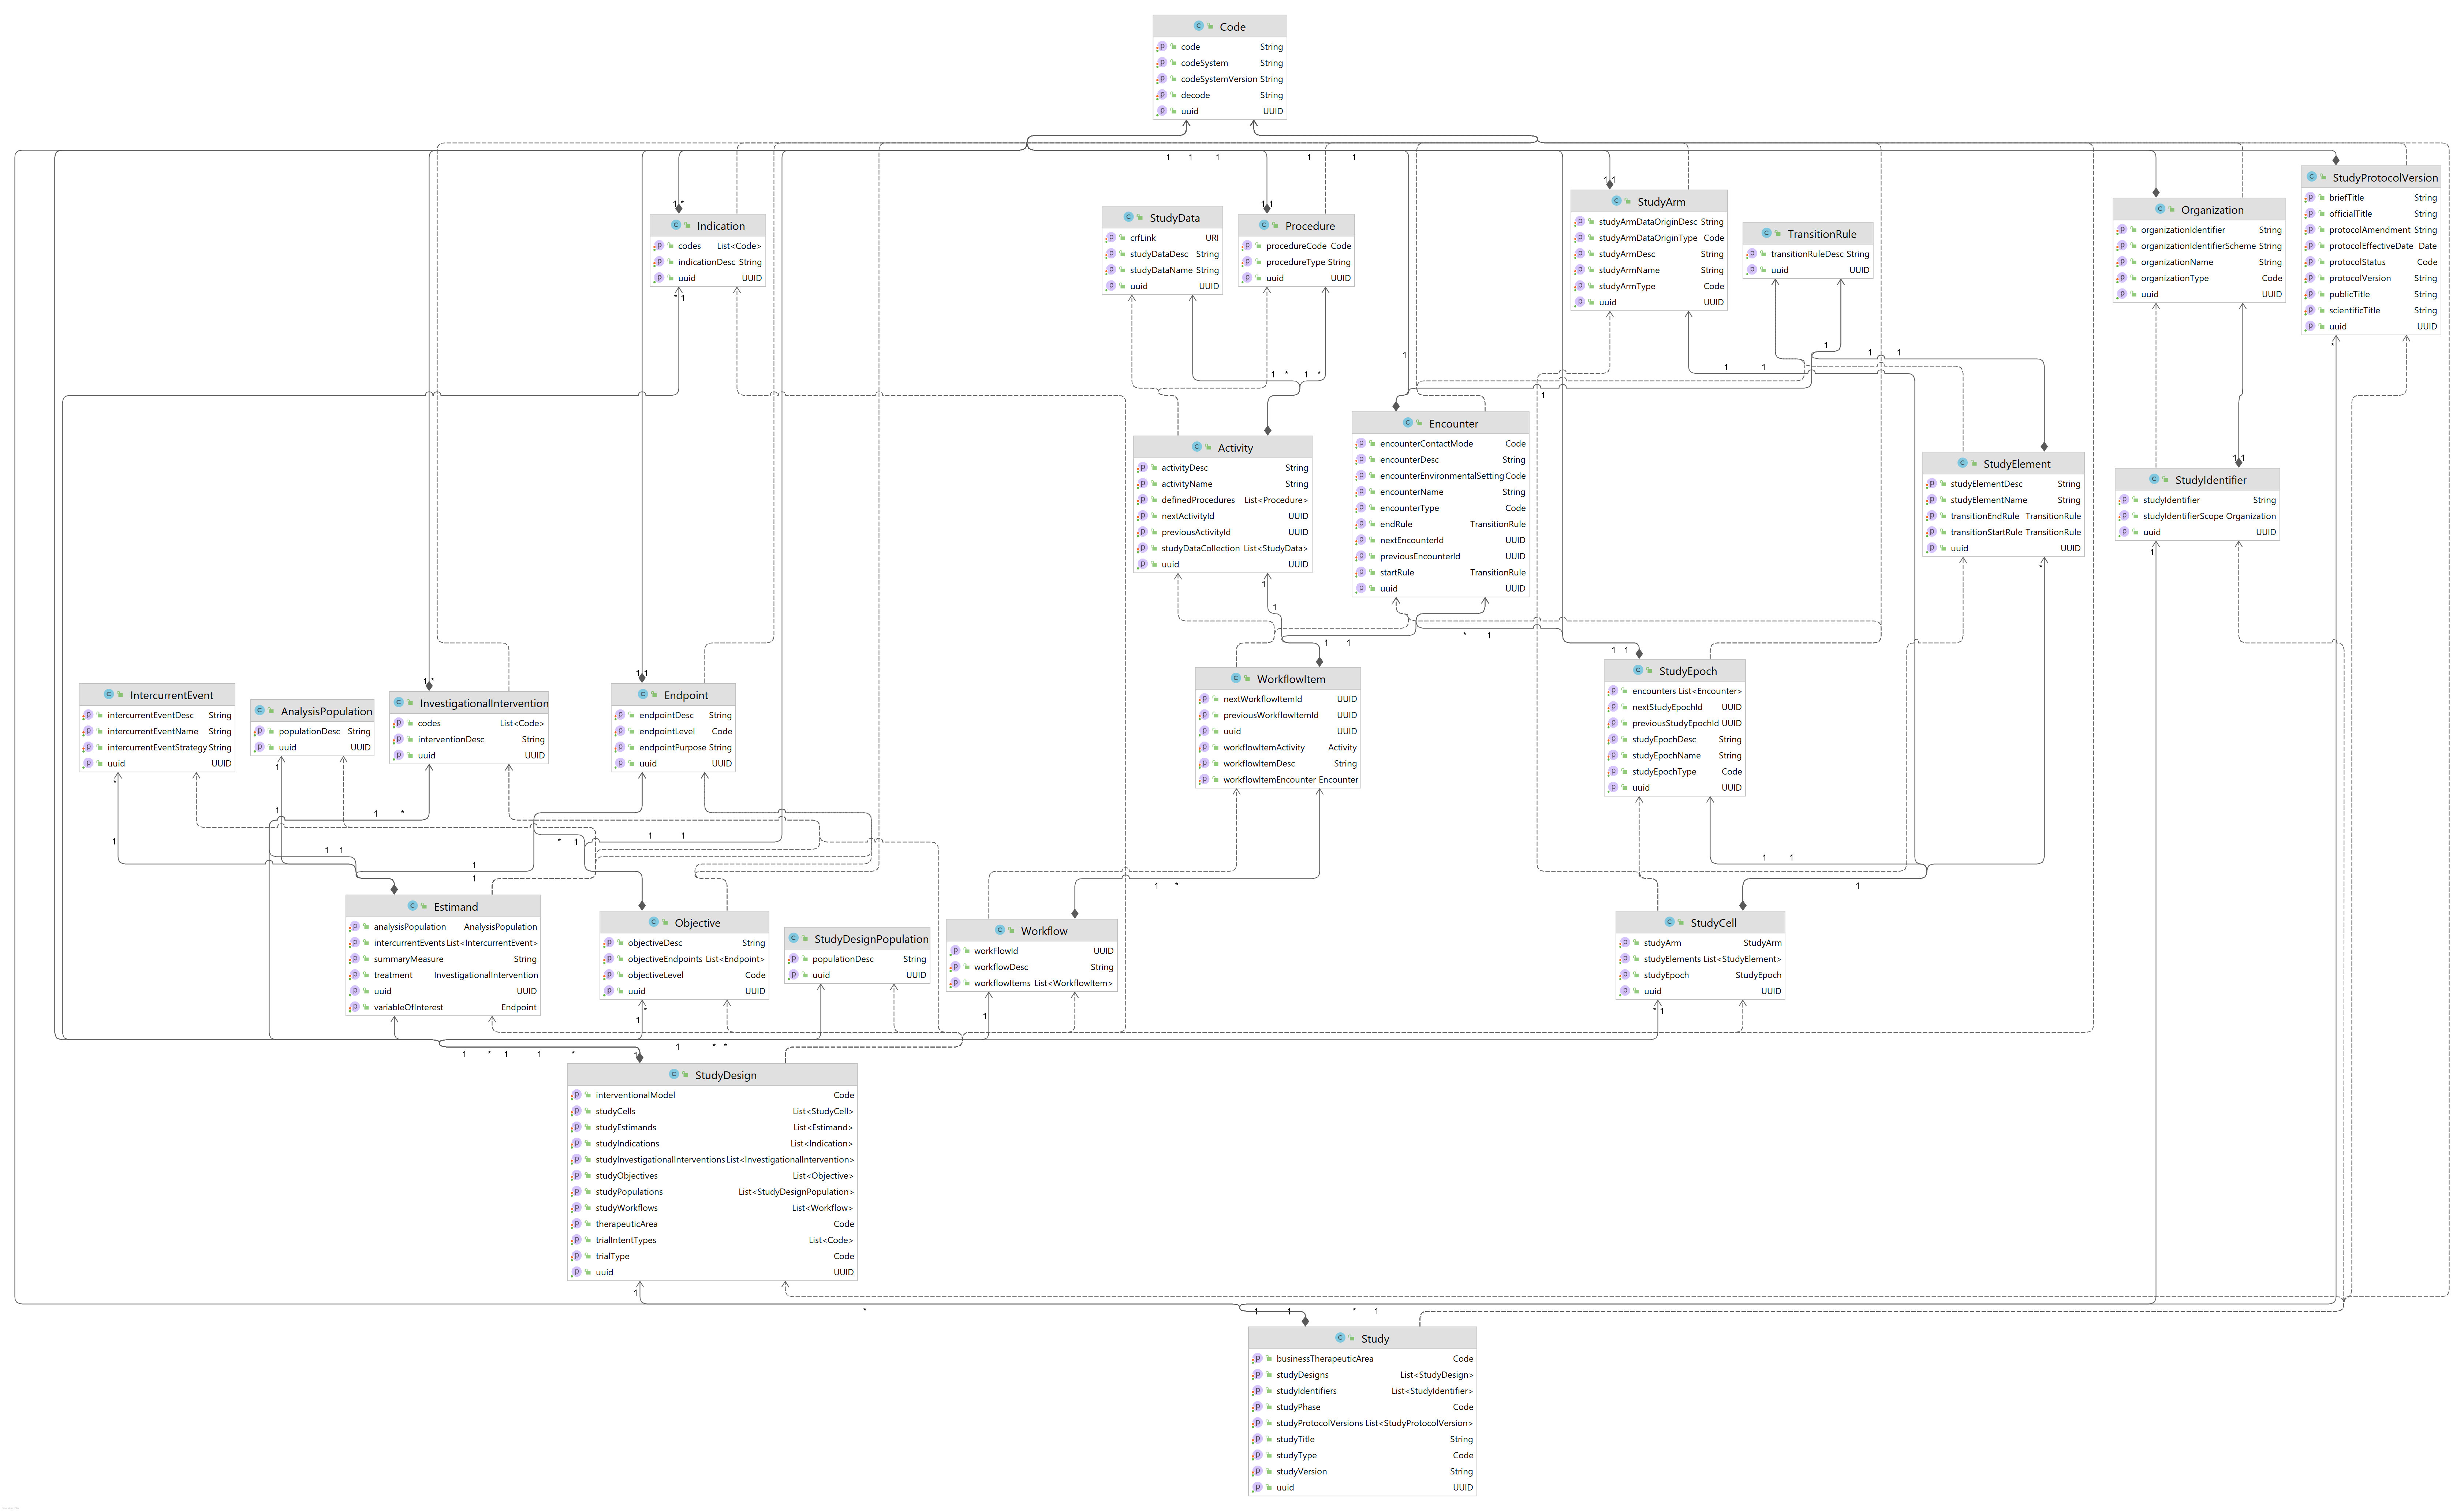 Code
code String
codeSystem String
codeSystemVersion String
decode String
uuid UUID
StudyProtocolVersion
briefTitle String
officialTitle String
protocolAmendment String
protocolEffectiveDate Date
protocolStatus Code
protocolVersion String
publicTitle String
scientificTitle String
uuid UUID
Indication
codes List<Code>
indicationDesc String
uuid UUID
StudyData
crfLink URI
studyDataDesc String
studyDataName String
uuid UUID
Procedure
procedureCode Code
procedureType String
uuid UUID
StudyArm
studyArmDataOriginDesc String
studyArmDataOriginType Code
studyArmDesc String
studyArmName String
studyArmType Code
uuid UUID
TransitionRule
transitionRuleDesc String
uuid UUID
Organization
organizationIdentifier String
organizationIdentifierScheme String
organizationName String
organizationType Code
uuid UUID
Activity
activityDesc String
activityName String
definedProcedures List<Procedure>
nextActivityId UUID
previousActivityId UUID
studyDataCollection List<StudyData>
uuid UUID
Encounter
encounterContactMode Code
encounterDesc String
encounterEnvironmentalSetting Code
encounterName String
encounterType Code
endRule TransitionRule
nextEncounterId UUID
previousEncounterId UUID
startRule TransitionRule
uuid UUID
StudyElement
studyElementDesc String
studyElementName String
transitionEndRule TransitionRule
transitionStartRule TransitionRule
uuid UUID
StudyIdentifier
studyIdentifier String
studyIdentifierScope Organization
uuid UUID
IntercurrentEvent
intercurrentEventDesc String
intercurrentEventName String
intercurrentEventStrategy String
uuid UUID
AnalysisPopulation
populationDesc String
uuid UUID
InvestigationalIntervention
codes List<Code>
interventionDesc String
uuid UUID
Endpoint
endpointDesc String
endpointLevel Code
endpointPurpose String
uuid UUID
WorkflowItem
nextWorkflowItemId UUID
previousWorkflowItemId UUID
uuid UUID
workflowItemActivity Activity
workflowItemDesc String
workflowItemEncounter Encounter
StudyEpoch
encounters List<Encounter>
nextStudyEpochId UUID
previousStudyEpochId UUID
studyEpochDesc String
studyEpochName String
studyEpochType Code
uuid UUID
Estimand
analysisPopulation AnalysisPopulation
intercurrentEvents List<IntercurrentEvent>
summaryMeasure String
treatment InvestigationalIntervention
uuid UUID
variableOfInterest Endpoint
Objective
objectiveDesc String
objectiveEndpoints List<Endpoint>
objectiveLevel Code
uuid UUID
StudyDesignPopulation
populationDesc String
uuid UUID
Workflow
workFlowId UUID
workflowDesc String
workflowItems List<WorkflowItem>
StudyCell
studyArm StudyArm
studyElements List<StudyElement>
studyEpoch StudyEpoch
uuid UUID
StudyDesign
interventionalModel Code
studyCells List<StudyCell>
studyEstimands List<Estimand>
studyIndications List<Indication>
studyInvestigationalInterventions List<InvestigationalIntervention>
studyObjectives List<Objective>
studyPopulations List<StudyDesignPopulation>
studyWorkflows List<Workflow>
therapeuticArea Code
trialIntentTypes List<Code>
trialType Code
uuid UUID
Study
businessTherapeuticArea Code
studyDesigns List<StudyDesign>
studyIdentifiers List<StudyIdentifier>
studyPhase Code
studyProtocolVersions List<StudyProtocolVersion>
studyTitle String
studyType Code
studyVersion String
uuid UUID